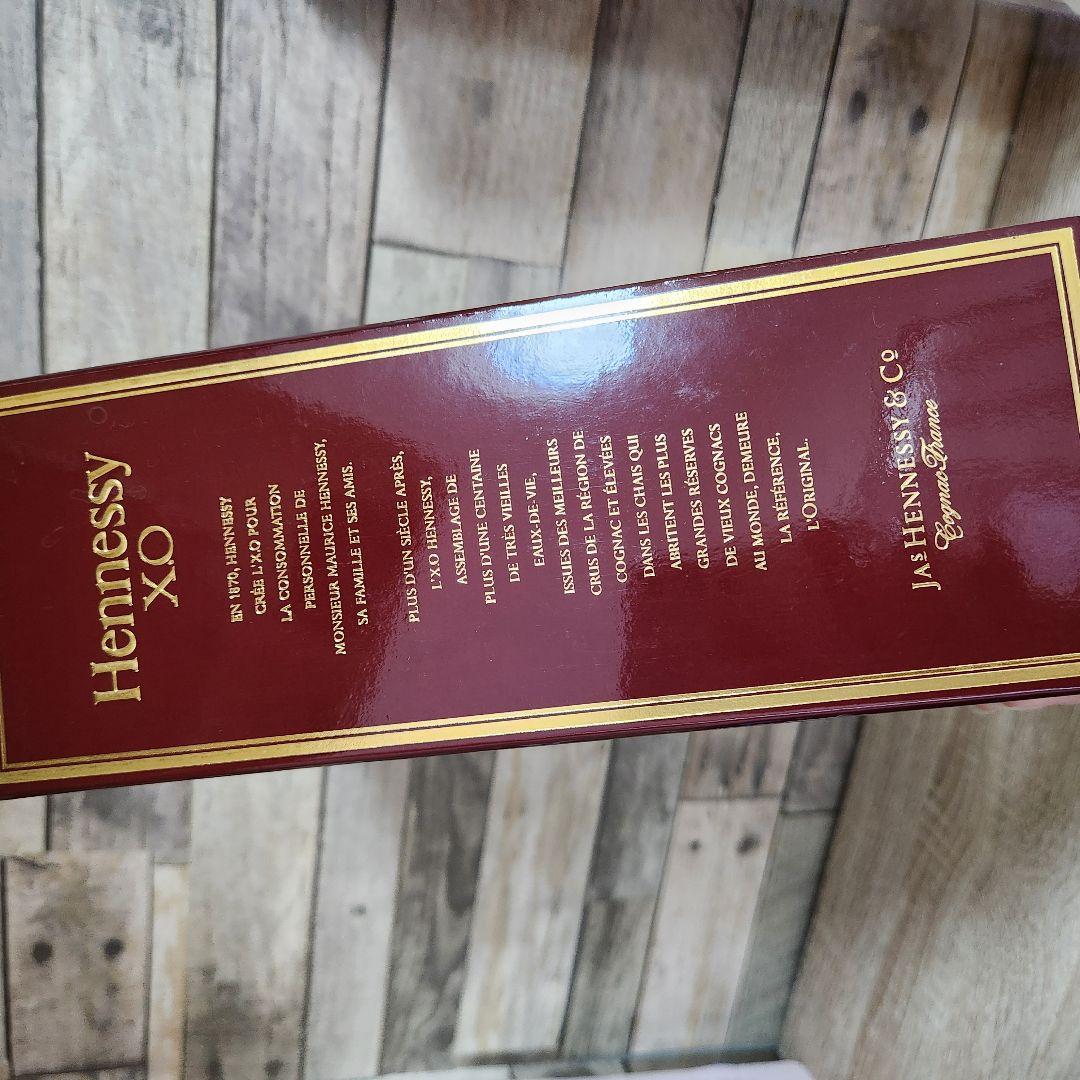 Hennessy
XO
EN 1870, HENNESSY
CRÉE L'X.O POUR
LA CONSOMMATION
PERSONNELLE DE
MONSIEUR MAURICE HENNESSY,
SA FAMILLE ET SES AMIS.
PLUS D'UN SIÈCLE APRÈS,
L'X.O HENNESSY,
ASSEMBLAGE DE
PLUS D'UNE CENTAINE
DE TRÈS VIEILLES
EAUX-DE-VIE,
ISSUES DES MEILLEURS
CRUS DE LA RÉGION DE
COGNAC ET ÉLEVÉES
DANS LES CHAIS QUI
ABRITENT LES PLUS
GRANDES RÉSERVES
DE VIEUX COGNACS
AU MONDE, DEMEURE
LA RÉFÉRENCE,
L'ORIGINAL.
JAs HENNESSY & Co
Cognac France